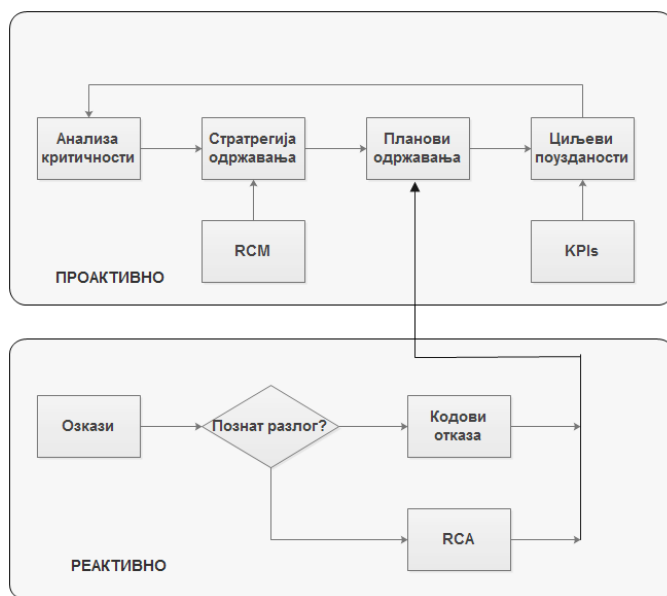 Анализа
критичности
Стратрегија
одржавања
Планови
одржавања
Циљеви
поузданости
RCM
KPIs
ПРОАКТИВНО
Озкази
Познат разлог?
Кодови
отказа
RCA
РЕАКТИВНО